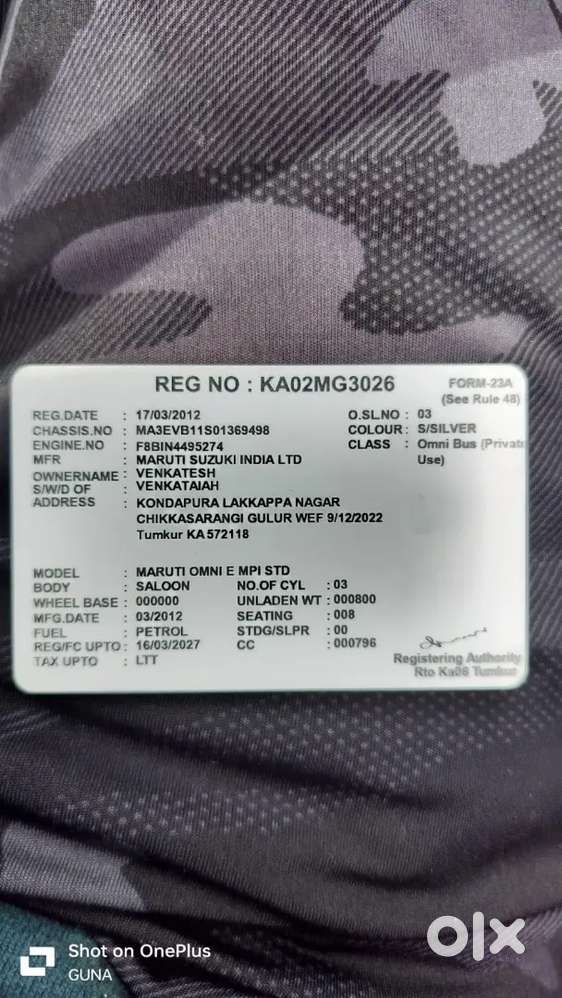 REG NO : KA02MG3026
FORM-23A
(See Rule 48)
REG.DATE : 17/03/2012 O.SL.NO : 03
CHASSIS.NO : MA3EVB11S01369498 COLOUR : S/SILVER
ENGINE.NO : F8BIN4495274 CLASS : Omni Bus (Privat
MFR : MARUTI SUZUKI INDIA LTD Use)
OWNERNAME : VENKATESH
S/W/D OF : VENKATAIAH
ADDRESS : KONDAPURA LAKKAPPA NAGAR
CHIKKASARANGI GULUR WEF 9/12/2022
Tumkur KA 572118
MODEL : MARUTI OMNI E MPI STD
BODY : SALOON NO.OF CYL : 03
WHEEL BASE : 000000 UNLADEN WT : 000800
MFG.DATE : 03/2012 SEATING : 008
FUEL : PETROL STDG/SLPR : 00
REG/FC UPTO : 16/03/2027 CC : 000796
TAX UPTO : LTT
Registering Authority
Rto Ka06 Tumkur
olx
Shot on OnePlus
GUNA